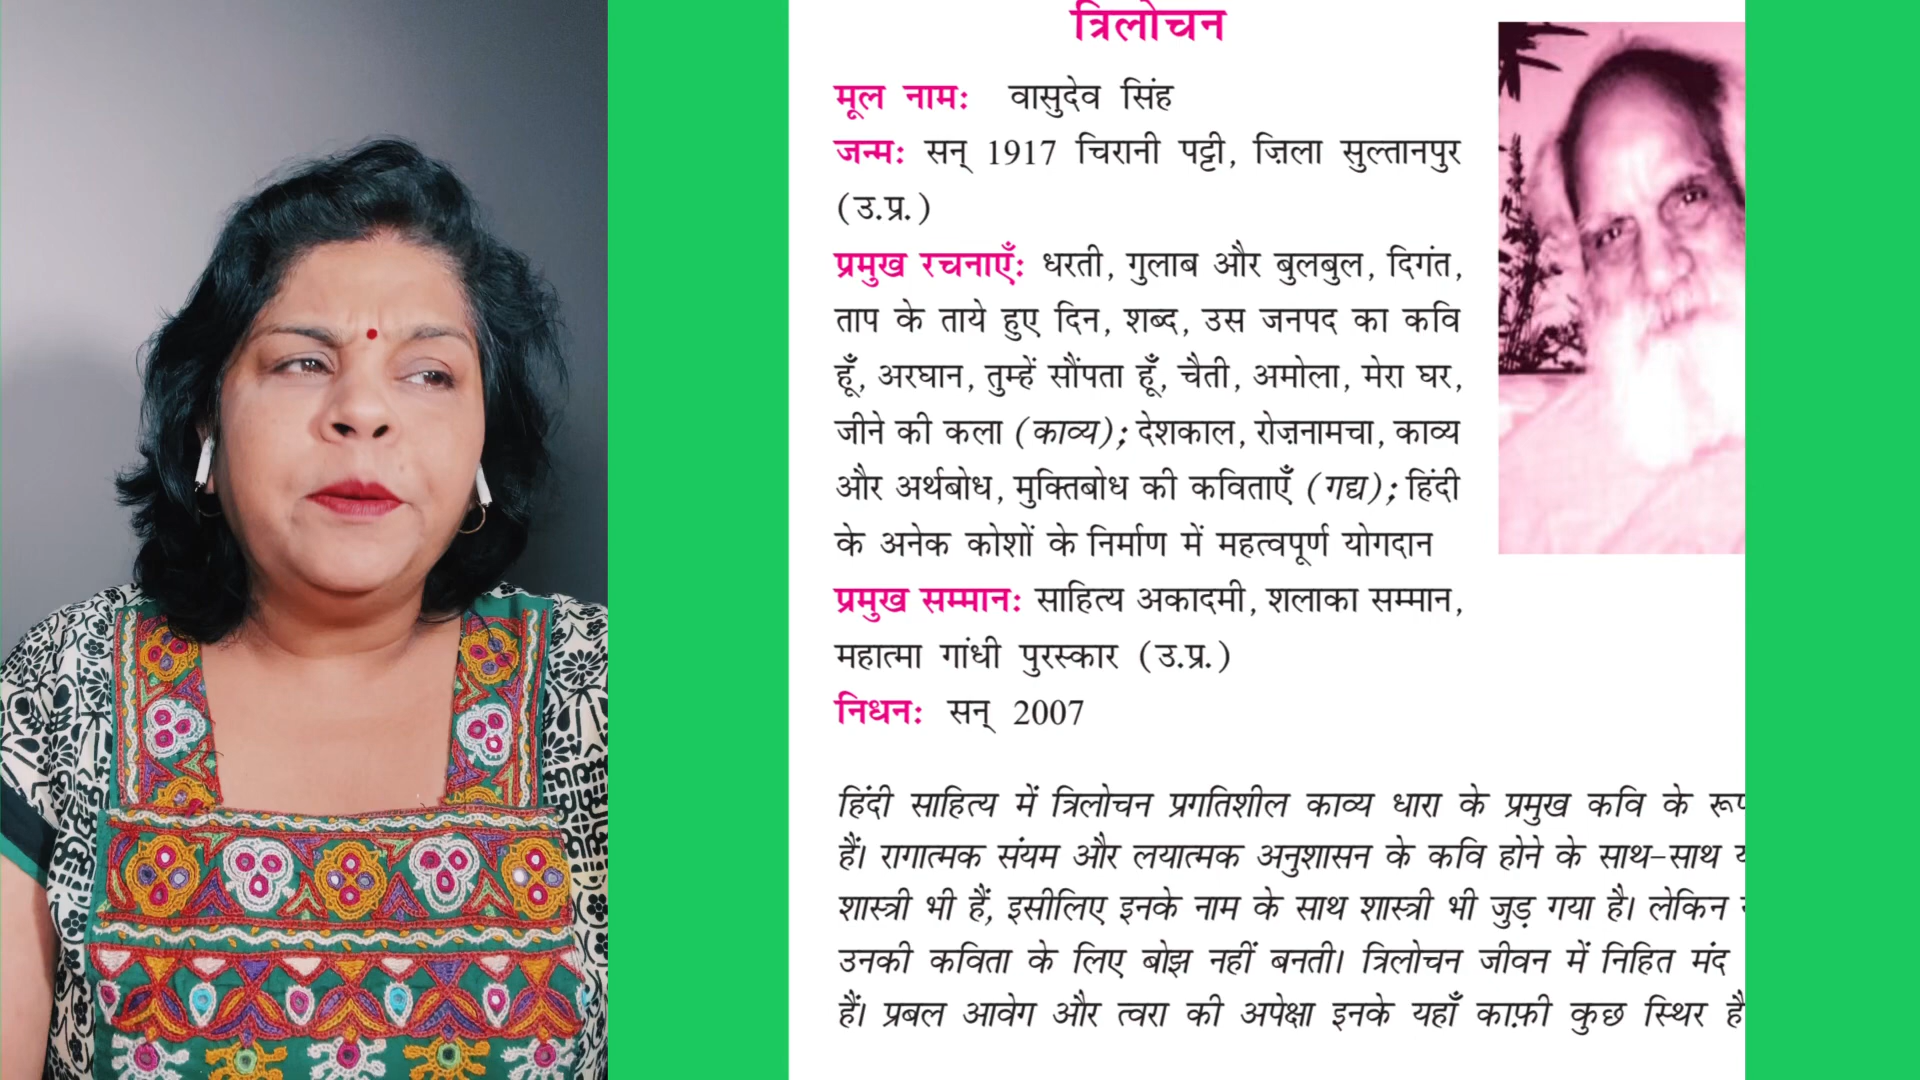 त्रिलोचन
मूल नाम: वासुदेव सिंह
जन्म: सन् 1917 चिरानी पट्टी, ज़िला सुल्तानपुर
(उ.प्र.)
प्रमुख रचनाएँ: धरती, गुलाब और बुलबुल, दिगंत,
ताप के ताये हुए दिन, शब्द, उस जनपद का कवि
हूँ, अरघान, तुम्हें सौंपता हूँ, चैती, अमोला, मेरा घर,
जीने की कला (काव्य); देशकाल, रोज़नामचा, काव्य
और अर्थबोध, मुक्तिबोध की कविताएँ (गद्य); हिंदी
के अनेक कोशों के निर्माण में महत्वपूर्ण योगदान
प्रमुख सम्मान: साहित्य अकादमी, शलाका सम्मान,
महात्मा गांधी पुरस्कार (उ.प्र.)
निधन: सन् 2007
हिंदी साहित्य में त्रिलोचन प्रगतिशील काव्य धारा के प्रमुख कवि के
हैं। रागात्मक संयम और लयात्मक अनुशासन के कवि होने के साथ-साथ
शास्त्री भी हैं, इसीलिए इनके नाम के साथ शास्त्री भी जुड़ गया है। लेकिन
उनकी कविता के लिए बोझ नहीं बनती। त्रिलोचन जीवन में निहित मंद
हैं। प्रबल आवेग और त्वरा की अपेक्षा इनके यहाँ काफ़ी कुछ स्थिर है